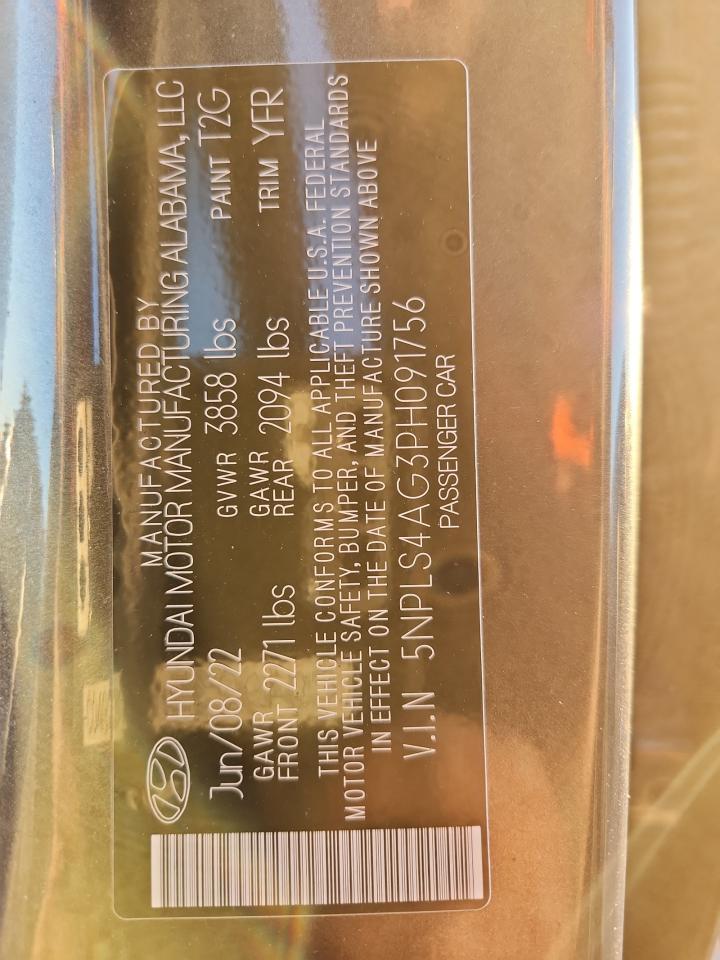 MANUFACTURED BY
HYUNDAI MOTOR MANUFACTURING ALABAMA, LLC
Jun/08/22 GVWR 3858 lbs PAINT T2G
GAWR GAWR
FRONT 2271 lbs REAR 2094 lbs TRIM YFR
THIS VEHICLE CONFORMS TO ALL APPLICABLE U.S.A. FEDERAL
MOTOR VEHICLE SAFETY, BUMPER, AND THEFT PREVENTION STANDARDS
IN EFFECT ON THE DATE OF MANUFACTURE SHOWN ABOVE
V.I.N 5NPLS4AG3PH091756
PASSENGER CAR